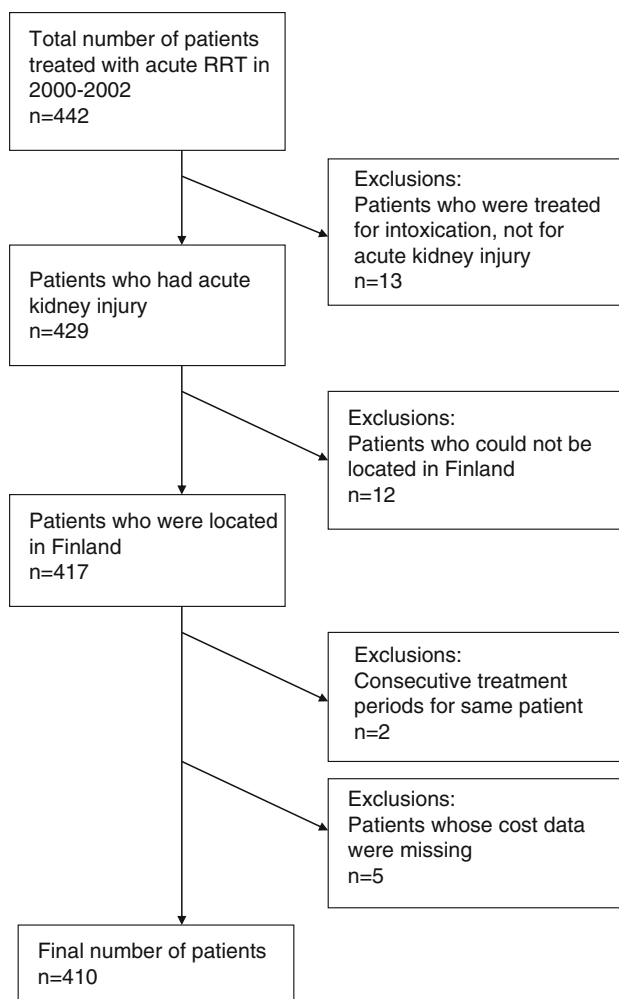 Total number of patients
treated with acute RRT in
2000-2002
n=442
Exclusions:
Patients who were treated
for intoxication, not for
acute kidney injury
n=13
Patients who had acute
kidney injury
n=429
Exclusions:
Patients who could not be
located in Finland
n=12
Patients who were located
in Finland
n=417
Exclusions:
Consecutive treatment
periods for same patient
n=2
Exclusions:
Patients whose cost data
were missing
n=5
Final number of patients
n=410